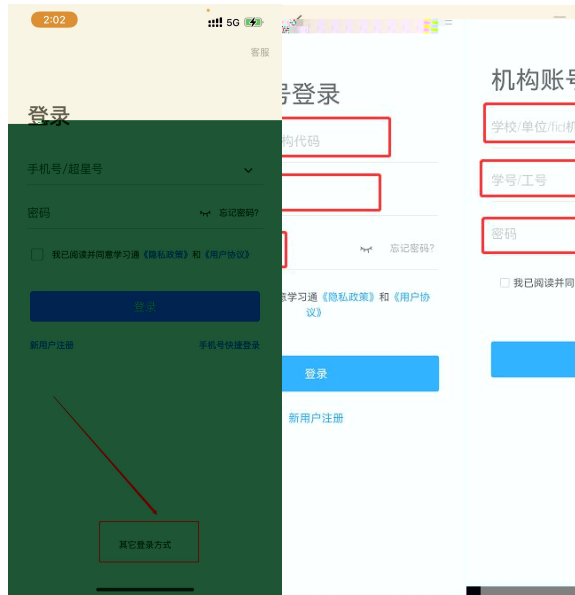 2:02
5G
客服
登录
手机号/超星号
密码
忘记密码?
我已阅读并同意学习通《隐私政策》和《用户协议》
登录
新用户注册
手机号快捷登录
其它登录方式
号登录
构代码
忘记密码?
意学习通《隐私政策》和《用户协
议》
登录
新用户注册
机构账号
学校/单位/fid机
学号/工号
密码
我已阅读并同